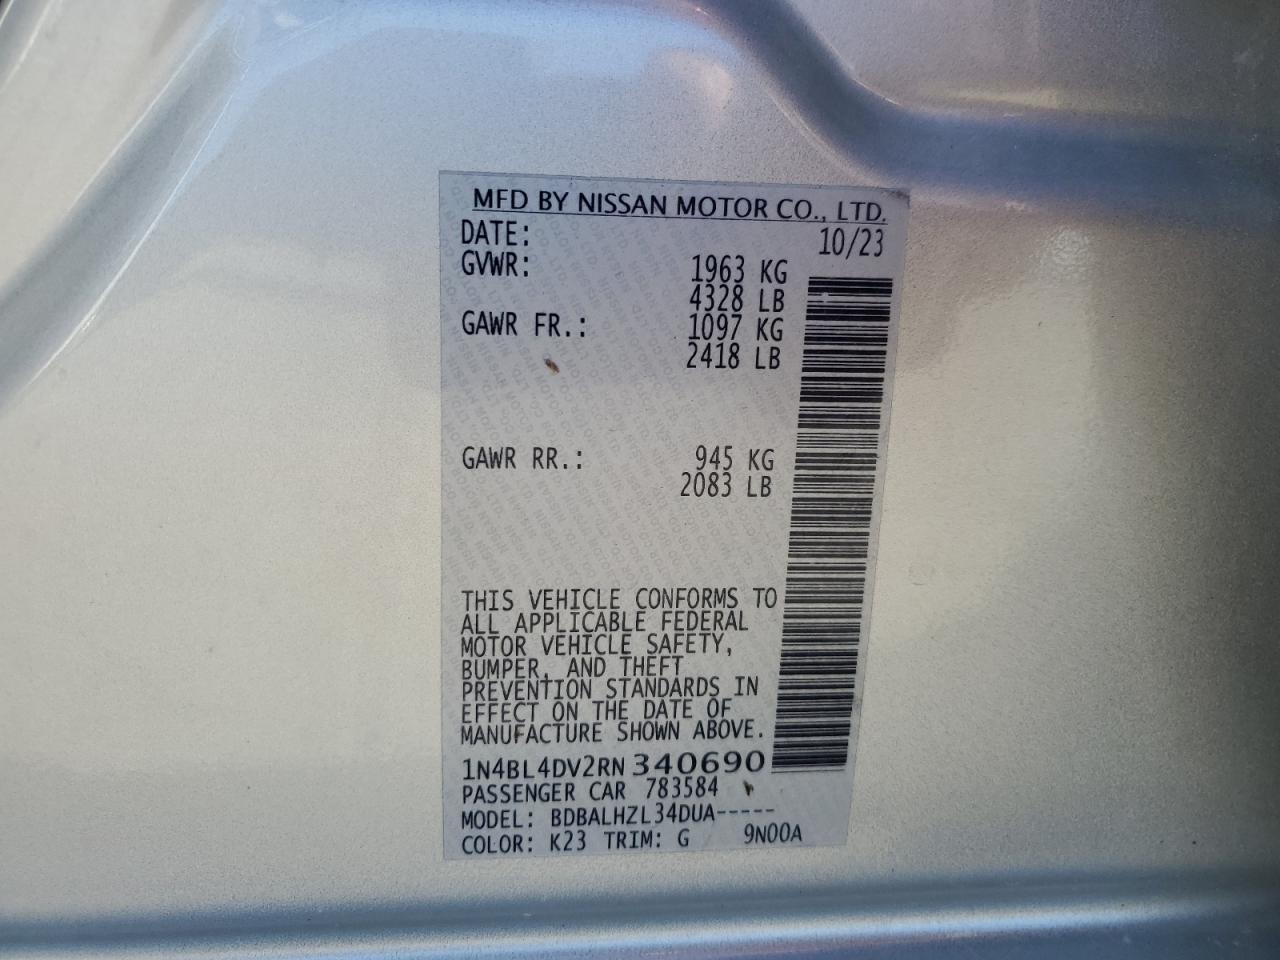 MFD BY NISSAN MOTOR CO., LTD.
DATE: 10/23
GVWR: 1963 KG
4328 LB
GAWR FR.: 1097 KG
2418 LB
GAWR RR.: 945 KG
2083 LB
THIS VEHICLE CONFORMS TO
ALL APPLICABLE FEDERAL
MOTOR VEHICLE SAFETY,
BUMPER, AND THEFT
PREVENTION STANDARDS IN
EFFECT ON THE DATE OF
MANUFACTURE SHOWN ABOVE.
1N4BL4DV2RN340690
PASSENGER CAR 783584
MODEL: BDBALHZL34DUA-----
COLOR: K23 TRIM: G 9N00A